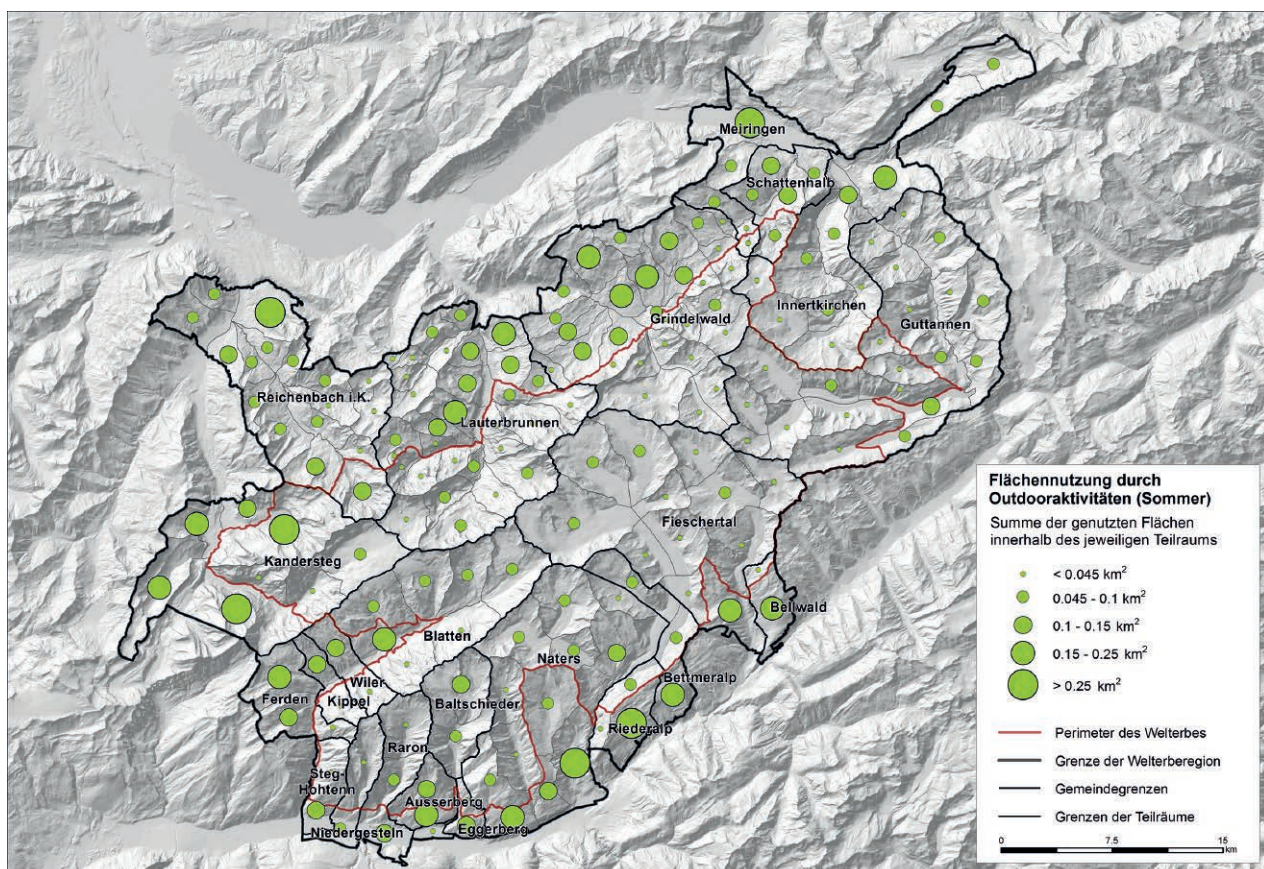 Meiringen
Schattenhalb
Innertkirchen
Guttannen
Grindelwald
Reichenbach i.K.
Lauterbrunnen
Fieschertal
Kandersteg
Bellwald
Blatten
Naters
Wiler
Bettmeralp
Ferden
Kippel
Baltschieder
Riederalp
Raron
Steg-
Hohtenn
Ausserberg
Niedergesteln
Eggerberg
Flächennutzung durch
Outdooraktivitäten (Sommer)
Summe der genutzten Flächen
innerhalb des jeweiligen Teilraums
< 0.045 km²
0.045 - 0.1 km²
0.1 - 0.15 km²
0.15 - 0.25 km²
> 0.25 km²
Perimeter des Welterbes
Grenze der Welterberegion
Gemeindegrenzen
Grenzen der Teilräume
0 7.5 15
km